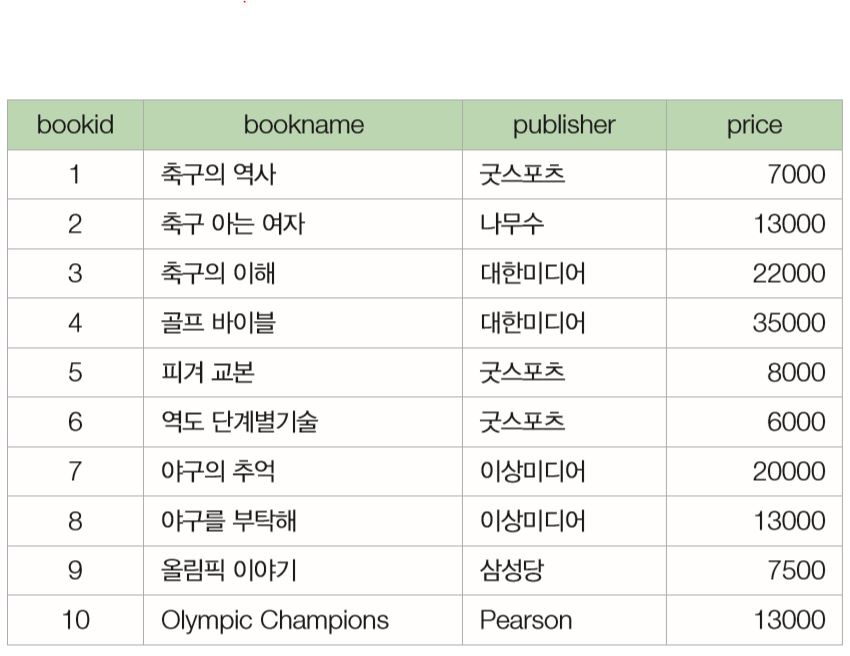 bookid bookname publisher price
1 축구의 역사 굿스포츠 7000
2 축구 아는 여자 나무수 13000
3 축구의 이해 대한미디어 22000
4 골프 바이블 대한미디어 35000
5 피겨 교본 굿스포츠 8000
6 역도 단계별기술 굿스포츠 6000
7 야구의 추억 이상미디어 20000
8 야구를 부탁해 이상미디어 13000
9 올림픽 이야기 삼성당 7500
10 Olympic Champions Pearson 13000